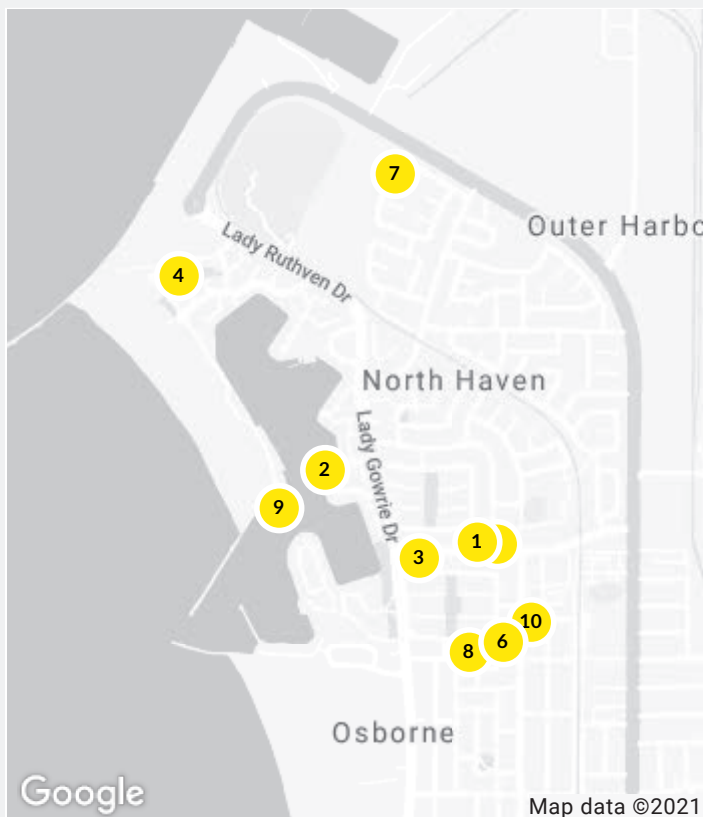 7
Outer Harbo
Lady Ruthven Dr
4
North Haven
Lady Gowrie Dr
2
9
1
3
10
6
8
Osborne
Google
Map data ©2021